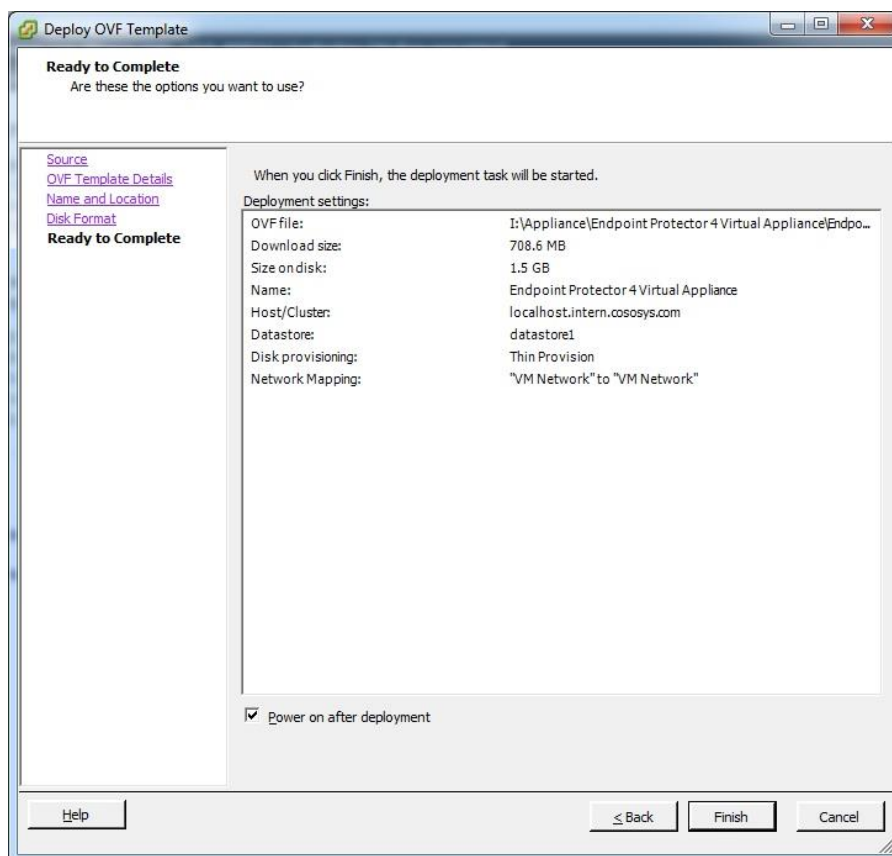 Deploy OVF Template
Ready to Complete
Are these the options you want to use?
Source
OVF Template Details
Name and Location
Disk Format
Ready to Complete
When you click Finish, the deployment task will be started.
Deployment settings:
OVF file: I:\Appliance\Endpoint Protector 4 Virtual Appliance\Endpo...
Download size: 708.6 MB
Size on disk: 1.5 GB
Name: Endpoint Protector 4 Virtual Appliance
Host/Cluster: localhost.intern.cososys.com
Datastore: datastore1
Disk provisioning: Thin Provision
Network Mapping: "VM Network" to "VM Network"
Power on after deployment
Help
< Back
Finish
Cancel